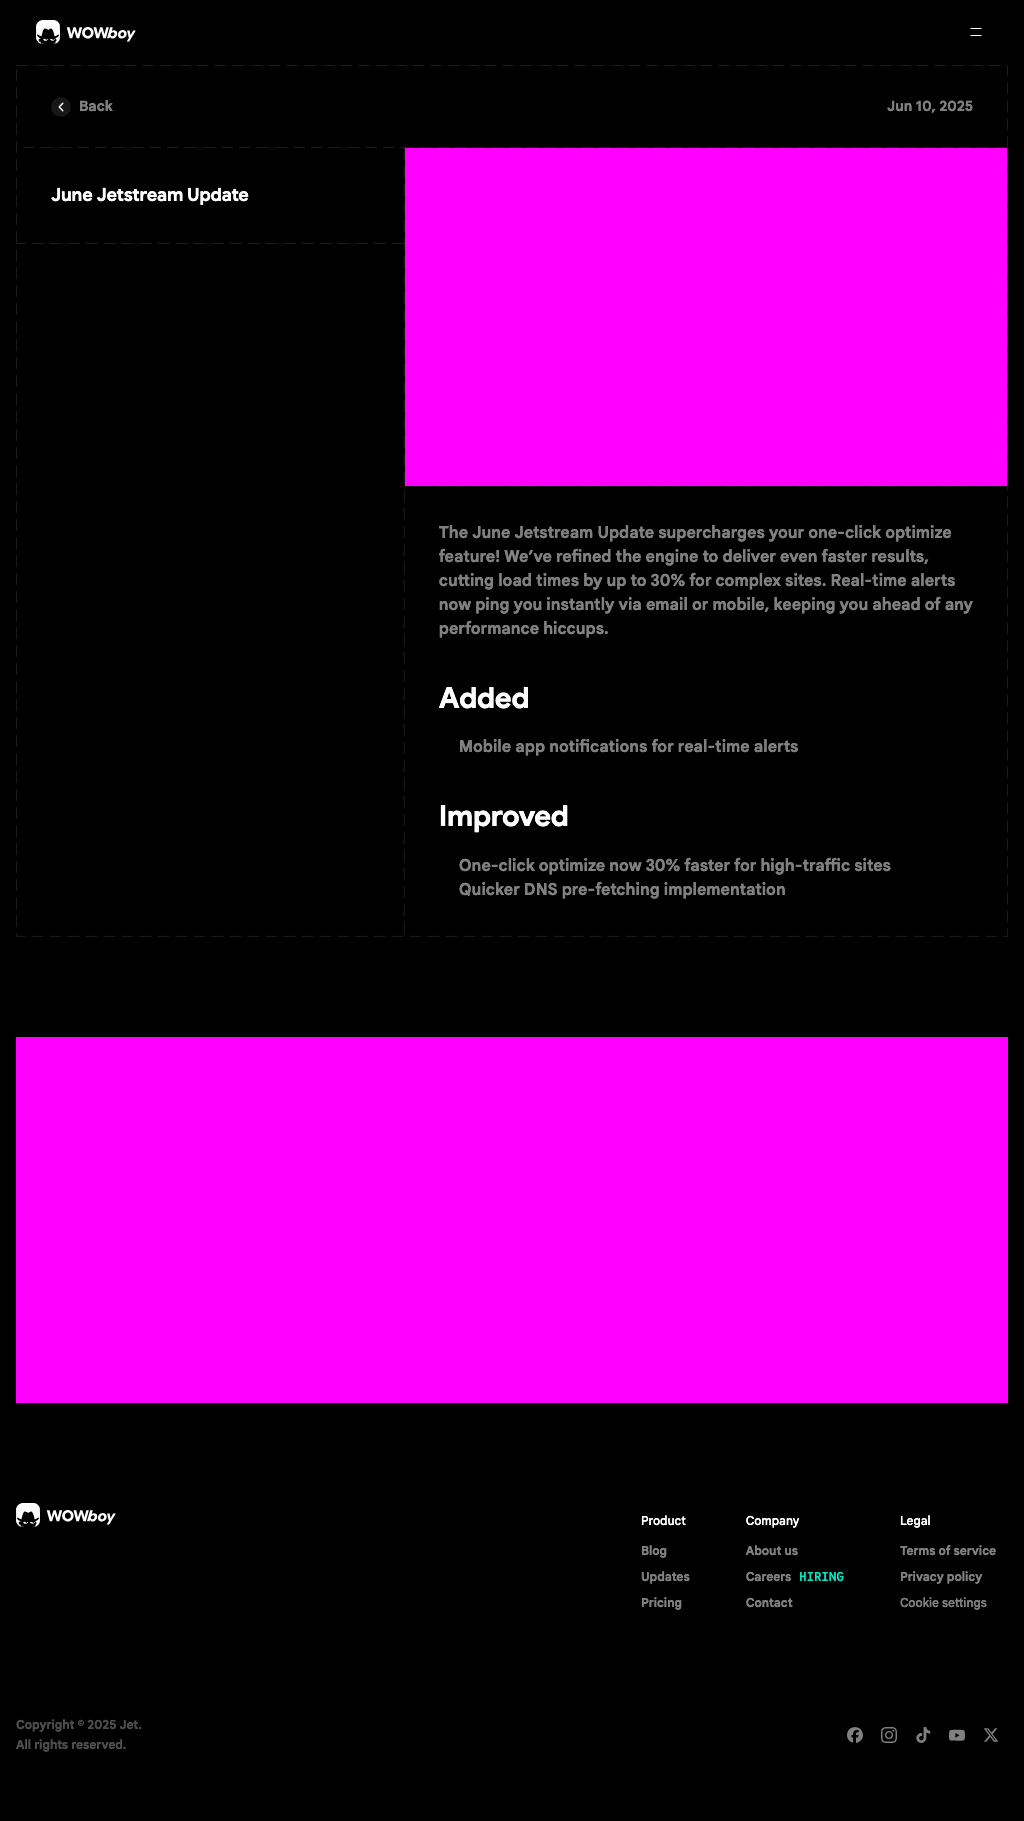 WOWboy
Back
Jun 10, 2025
June Jetstream Update
The June Jetstream Update supercharges your one-click optimize
feature! We’ve refined the engine to deliver even faster results,
cutting load times by up to 30% for complex sites. Real-time alerts
now ping you instantly via email or mobile, keeping you ahead of any
performance hiccups.
Added
Mobile app notifications for real-time alerts
Improved
One-click optimize now 30% faster for high-traffic sites
Quicker DNS pre-fetching implementation
WOWboy
Product
Blog
Updates
Pricing
Company
About us
Careers HIRING
Contact
Legal
Terms of service
Privacy policy
Cookie settings
Copyright © 2025 Jet.
All rights reserved.